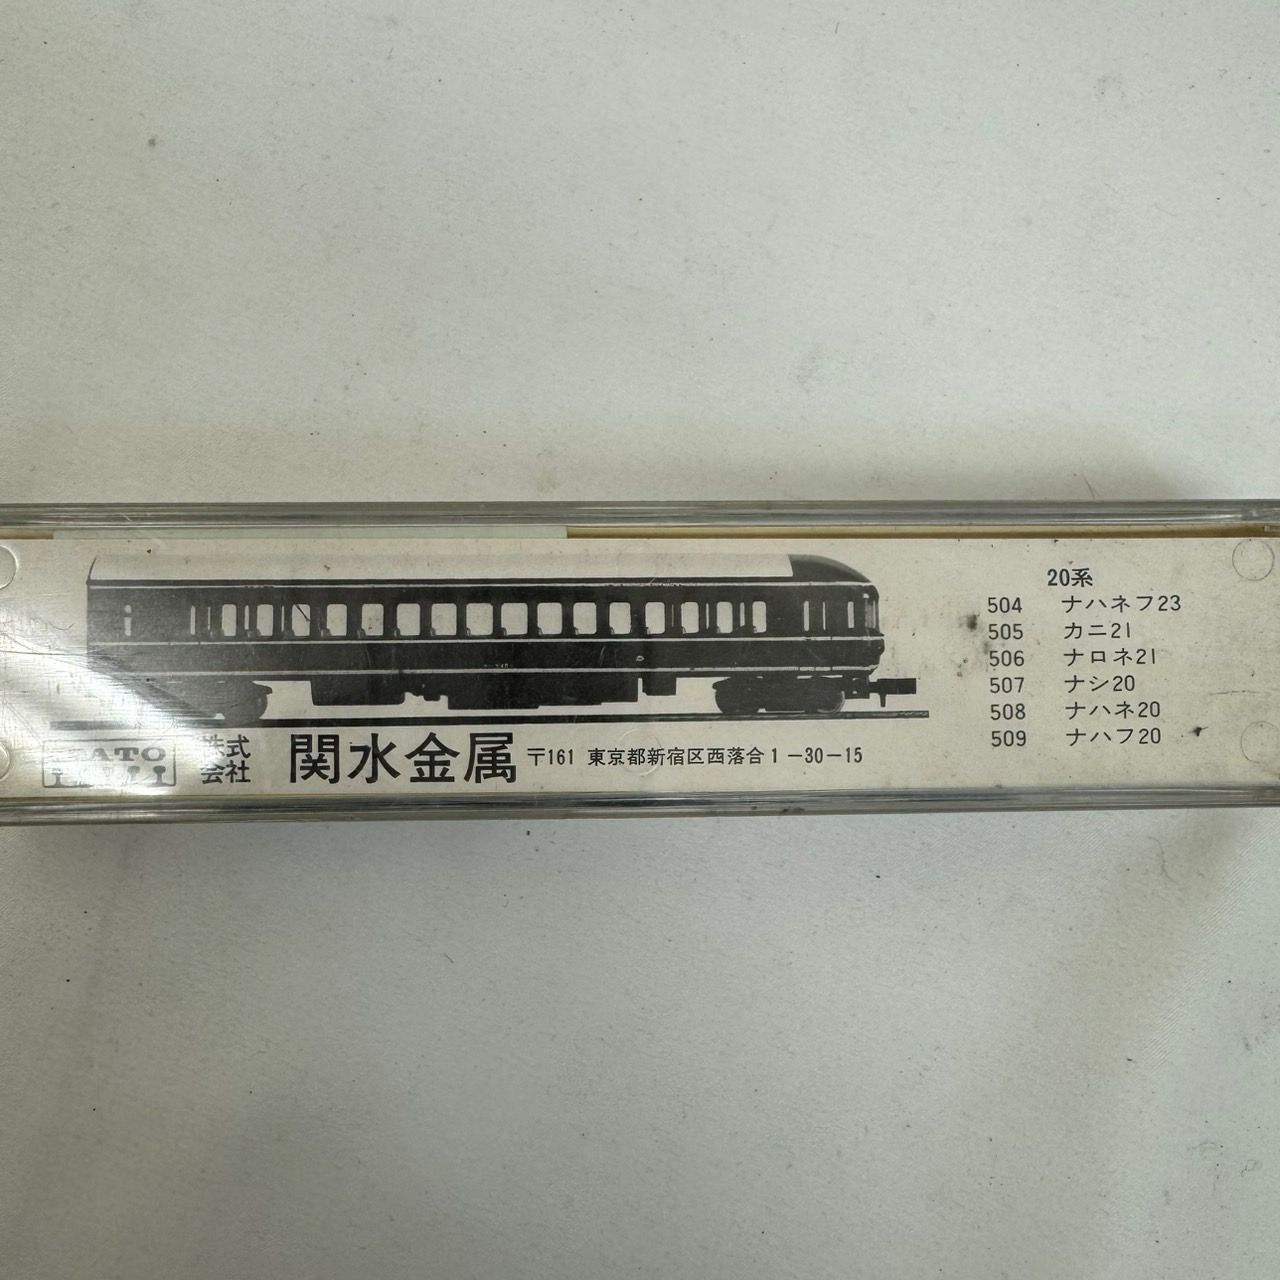 20系
504 ナハネフ23
505 カニ21
506 ナロネ21
507 ナシ20
508 ナハネ20
509 ナハフ20
KATO
株式会社 関水金属 〒161 東京都新宿区西落合1-30-15